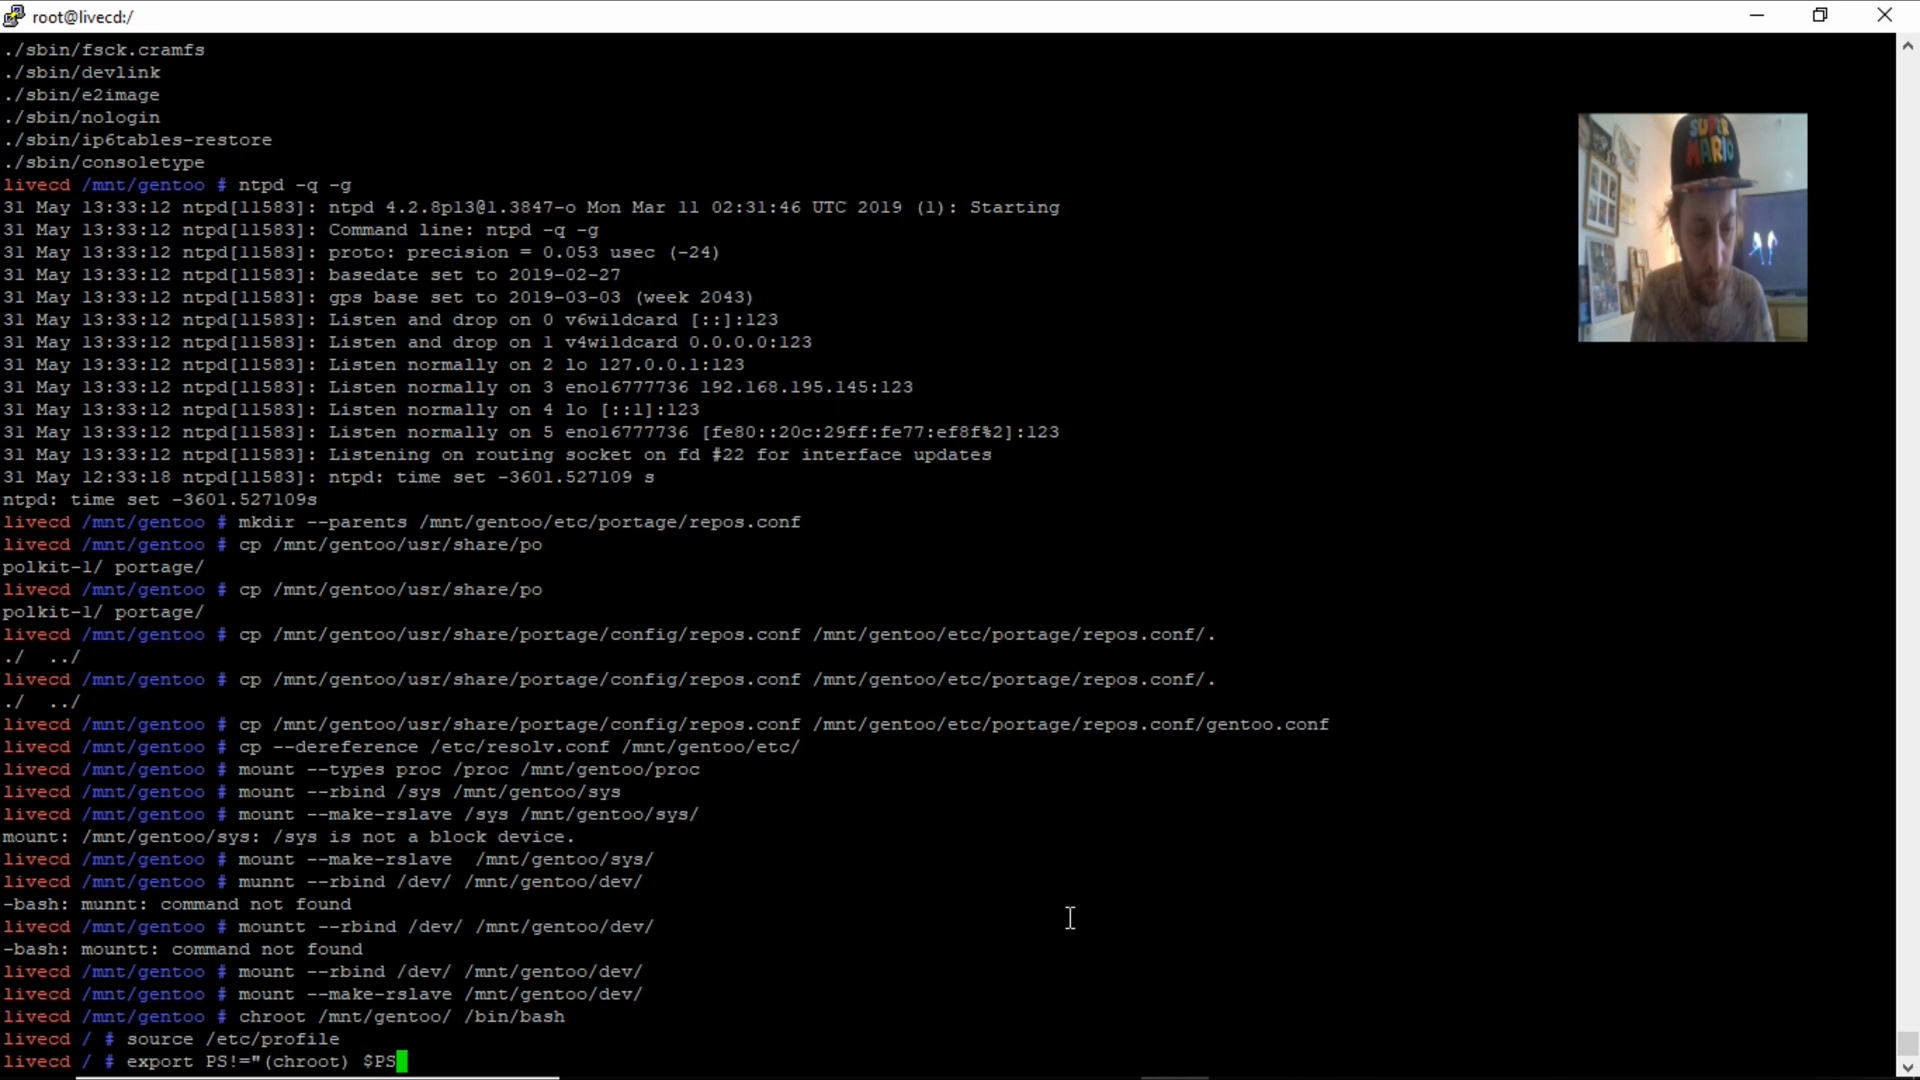 root@livecd:/
./sbin/fsck.cramfs
./sbin/devlink
./sbin/e2image
./sbin/nologin
./sbin/ip6tables-restore
./sbin/consoletype
livecd /mnt/gentoo # ntpd -q -g
31 May 13:33:12 ntpd[11583]: ntpd 4.2.8p13@1.3847-o Mon Mar 11 02:31:46 UTC 2019 (1): Starting
31 May 13:33:12 ntpd[11583]: Command line: ntpd -q -g
31 May 13:33:12 ntpd[11583]: proto: precision = 0.053 usec (-24)
31 May 13:33:12 ntpd[11583]: basedate set to 2019-02-27
31 May 13:33:12 ntpd[11583]: gps base set to 2019-03-03 (week 2043)
31 May 13:33:12 ntpd[11583]: Listen and drop on 0 v6wildcard [::]:123
31 May 13:33:12 ntpd[11583]: Listen and drop on 1 v4wildcard 0.0.0.0:123
31 May 13:33:12 ntpd[11583]: Listen normally on 2 lo 127.0.0.1:123
31 May 13:33:12 ntpd[11583]: Listen normally on 3 eno16777736 192.168.195.145:123
31 May 13:33:12 ntpd[11583]: Listen normally on 4 lo [::1]:123
31 May 13:33:12 ntpd[11583]: Listen normally on 5 eno16777736 [fe80::20c:29ff:fe77:ef8f%2]:123
31 May 13:33:12 ntpd[11583]: Listening on routing socket on fd #22 for interface updates
31 May 12:33:18 ntpd[11583]: ntpd: time set -3601.527109 s
ntpd: time set -3601.527109s
livecd /mnt/gentoo # mkdir --parents /mnt/gentoo/etc/portage/repos.conf
livecd /mnt/gentoo # cp /mnt/gentoo/usr/share/po
polkit-1/ portage/
livecd /mnt/gentoo # cp /mnt/gentoo/usr/share/po
polkit-1/ portage/
livecd /mnt/gentoo # cp /mnt/gentoo/usr/share/portage/config/repos.conf /mnt/gentoo/etc/portage/repos.conf/.
./ ../
livecd /mnt/gentoo # cp /mnt/gentoo/usr/share/portage/config/repos.conf /mnt/gentoo/etc/portage/repos.conf/.
./ ../
livecd /mnt/gentoo # cp /mnt/gentoo/usr/share/portage/config/repos.conf /mnt/gentoo/etc/portage/repos.conf/gentoo.conf
livecd /mnt/gentoo # cp --dereference /etc/resolv.conf /mnt/gentoo/etc/
livecd /mnt/gentoo # mount --types proc /proc /mnt/gentoo/proc
livecd /mnt/gentoo # mount --rbind /sys /mnt/gentoo/sys
livecd /mnt/gentoo # mount --make-rslave /sys /mnt/gentoo/sys/
mount: /mnt/gentoo/sys: /sys is not a block device.
livecd /mnt/gentoo # mount --make-rslave  /mnt/gentoo/sys/
livecd /mnt/gentoo # munnt --rbind /dev/ /mnt/gentoo/dev/
-bash: munnt: command not found
livecd /mnt/gentoo # mountt --rbind /dev/ /mnt/gentoo/dev/
-bash: mountt: command not found
livecd /mnt/gentoo # mount --rbind /dev/ /mnt/gentoo/dev/
livecd /mnt/gentoo # mount --make-rslave /mnt/gentoo/dev/
livecd /mnt/gentoo # chroot /mnt/gentoo/ /bin/bash
livecd / # source /etc/profile
livecd / # export PS!="(chroot) $PS
SUPER
MARIO